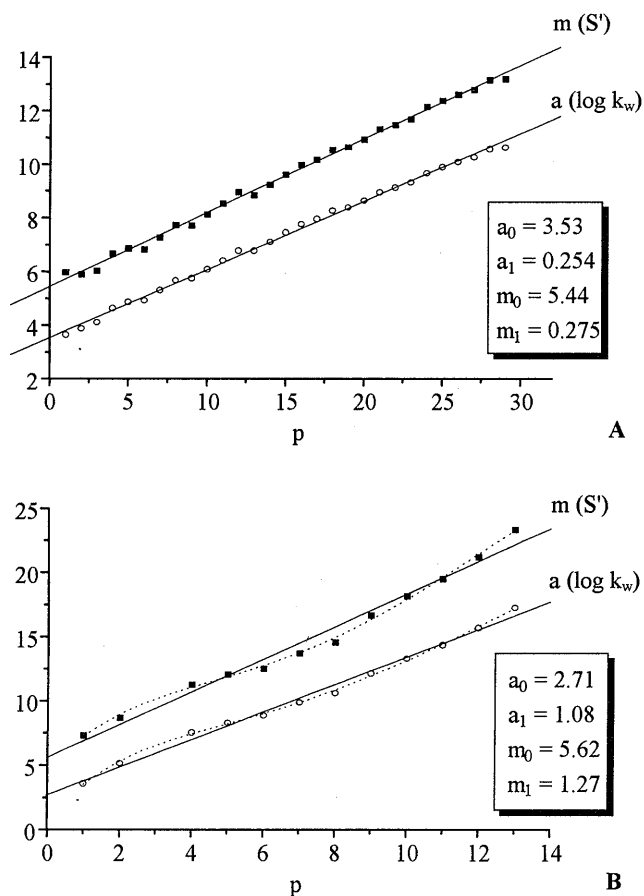 m (S')
14
12
a (log kw)
10
8
6
4
2
a0 = 3.53
a1 = 0.254
m0 = 5.44
m1 = 0.275
0 5 10 15 20 25 30
p
A
25
m (S')
20
a (log kw)
15
10
5
0
a0 = 2.71
a1 = 1.08
m0 = 5.62
m1 = 1.27
0 2 4 6 8 10 12 14
p
B